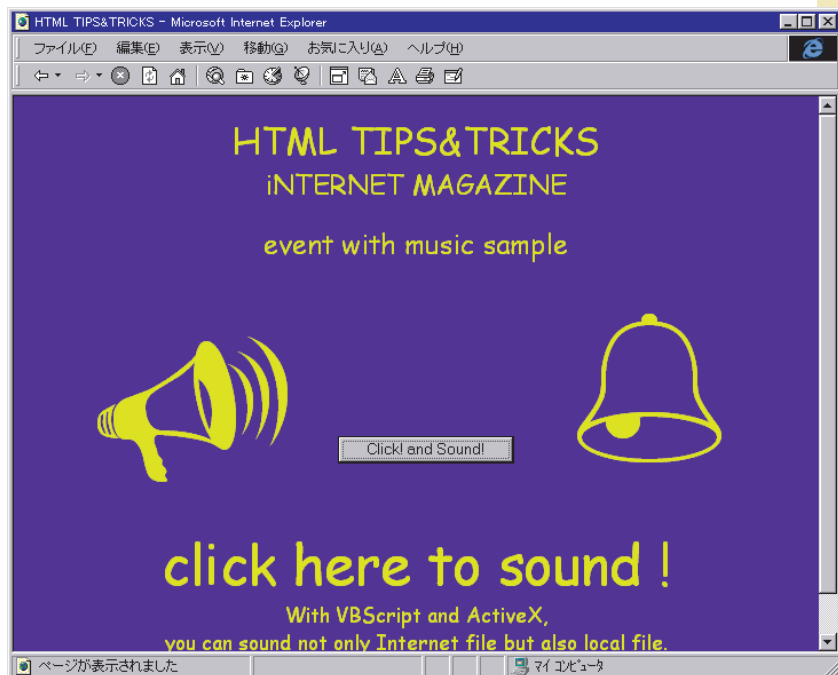 HTML TIPS&TRICKS - Microsoft Internet Explorer
ファイル(F) 編集(E) 表示(V) 移動(G) お気に入り(A) ヘルプ(H)
HTML TIPS&TRICKS
iNTERNET MAGAZINE
event with music sample
Click! and Sound!
click here to sound !
With VBScript and ActiveX,
you can sound not only Internet file but also local file.
ページが表示されました マイ コンピュータ